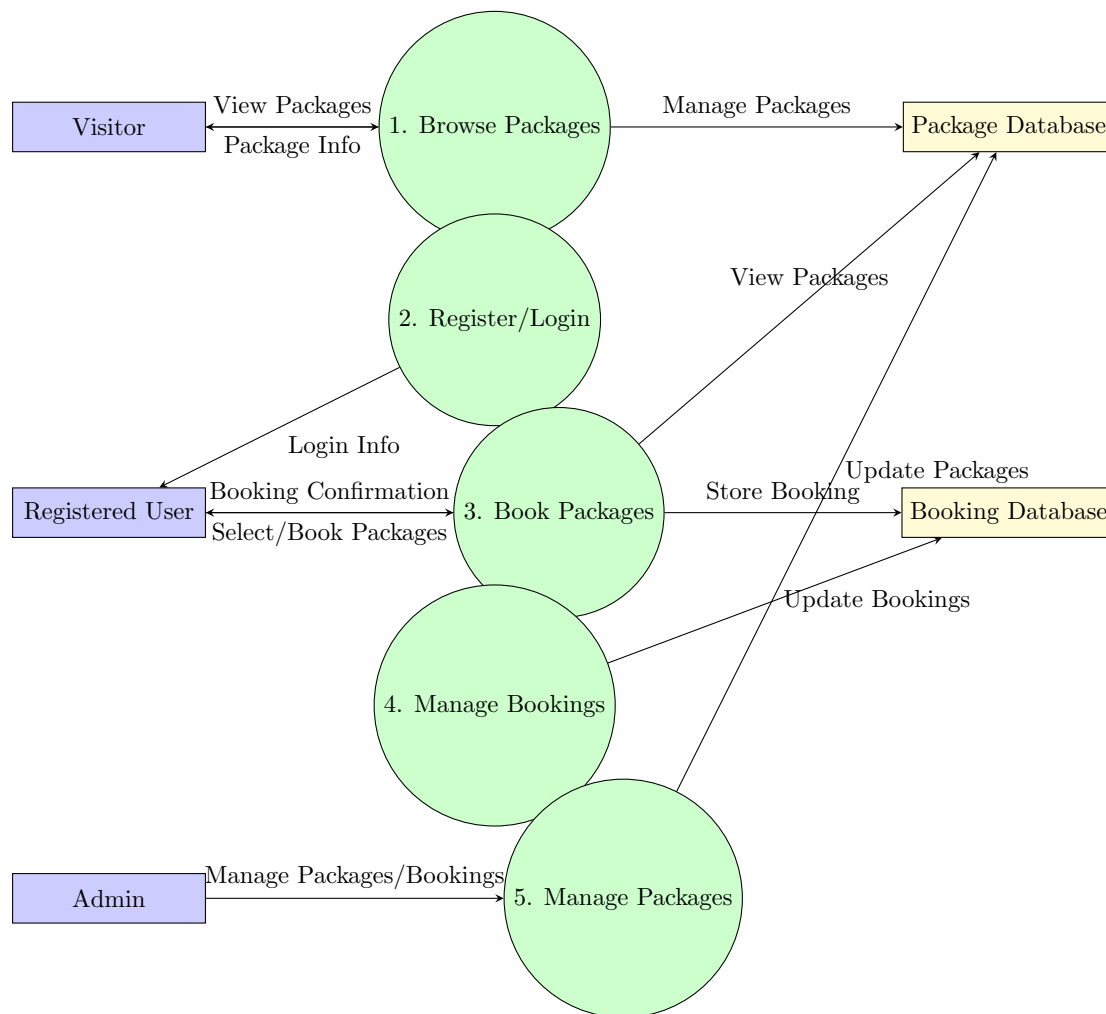 View Packages
Manage Packages
Visitor
1. Browse Packages
Package Database
Package Info
View Packages
2. Register/Login
Login Info
Update Packages
Booking Confirmation
Store Booking
Registered User
3. Book Packages
Booking Database
Select/Book Packages
Update Bookings
4. Manage Bookings
Manage Packages/Bookings
Admin
5. Manage Packages